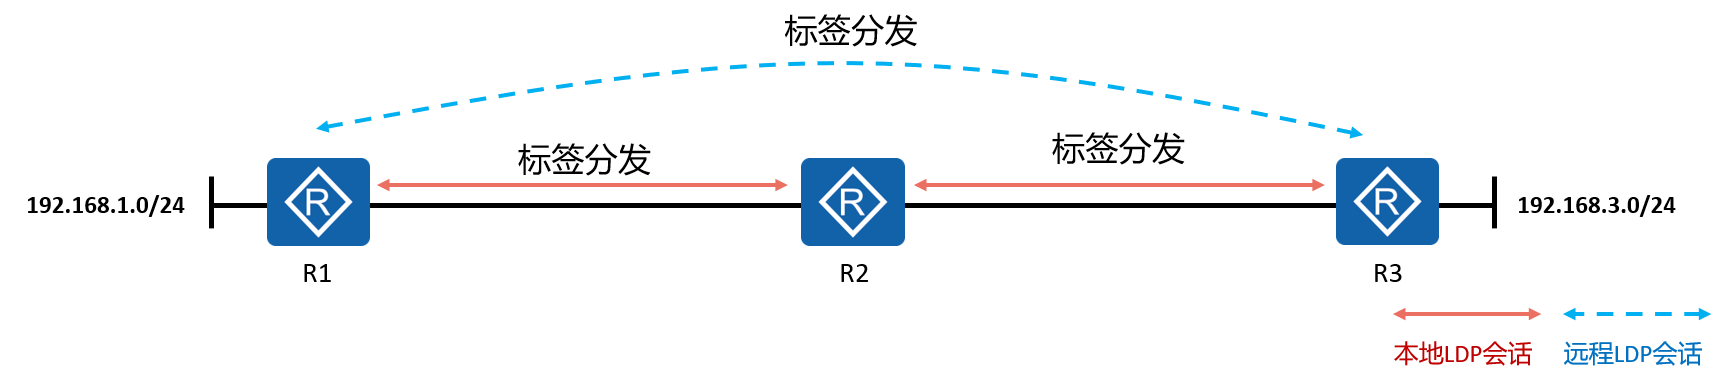 标签分发
标签分发
标签分发
192.168.1.0/24
R
R
R
192.168.3.0/24
R1
R2
R3
本地LDP会话
远程LDP会话